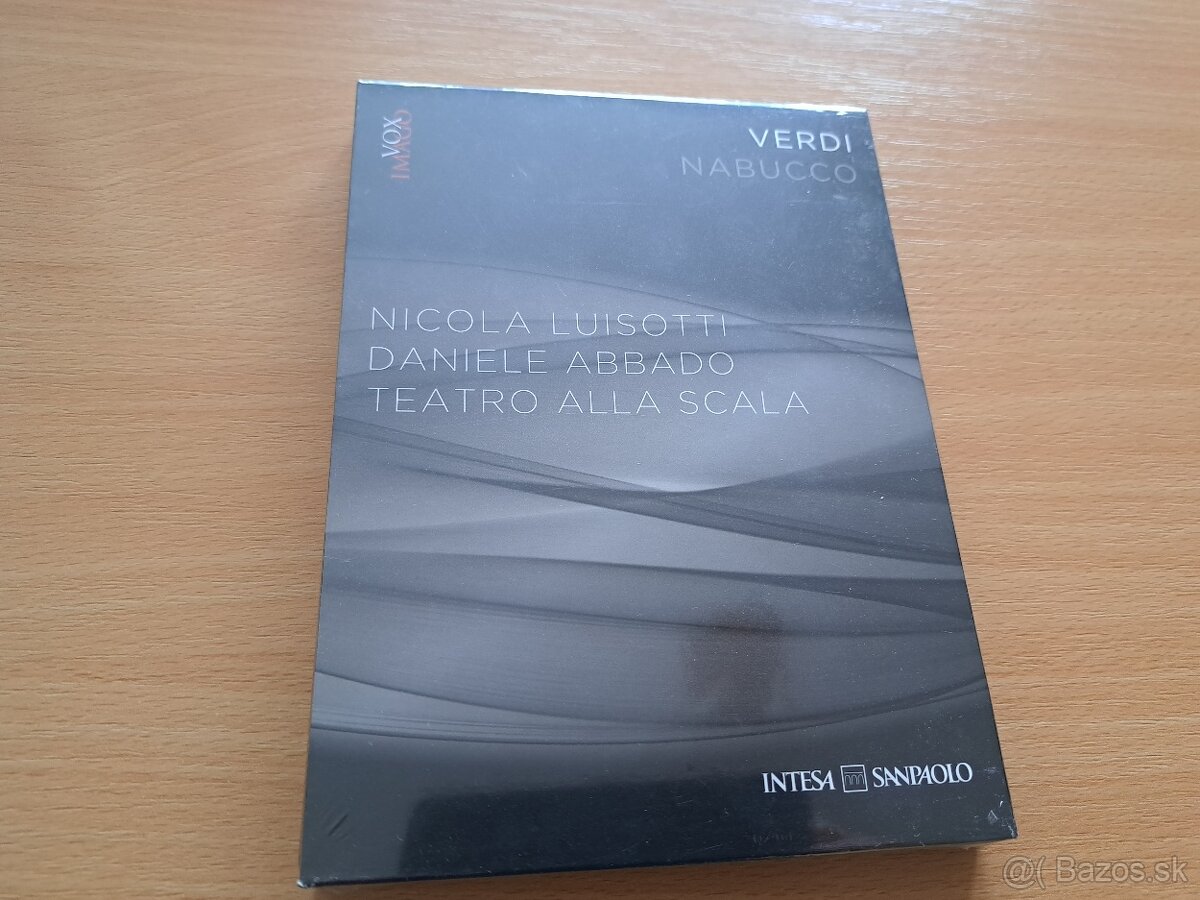 VOX
IMAGO
VERDI
NABUCCO
NICOLA LUISOTTI
DANIELE ABBADO
TEATRO ALLA SCALA
INTESA SANPAOLO
@( Bazos.sk